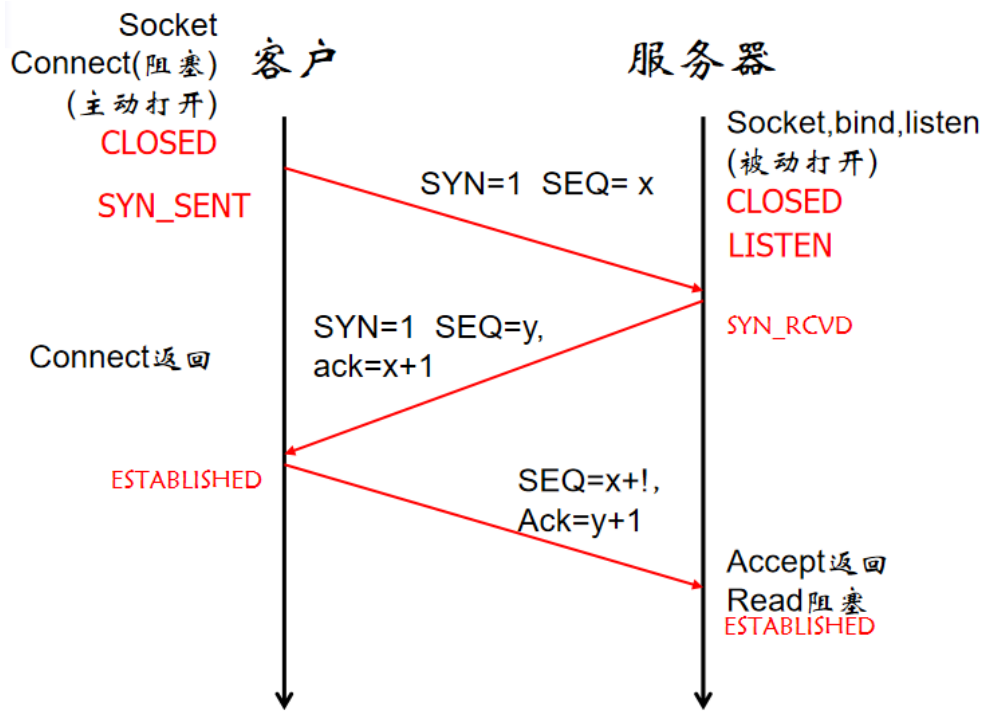 Socket
Connect(阻塞)
(主动打开)
CLOSED
SYN_SENT
客户
服务器
Socket,bind,listen
(被动打开)
CLOSED
LISTEN
SYN=1 SEQ= x
SYN_RCVD
SYN=1 SEQ=y,
ack=x+1
Connect返回
ESTABLISHED
SEQ=x+!,
Ack=y+1
Accept返回
Read阻塞
ESTABLISHED